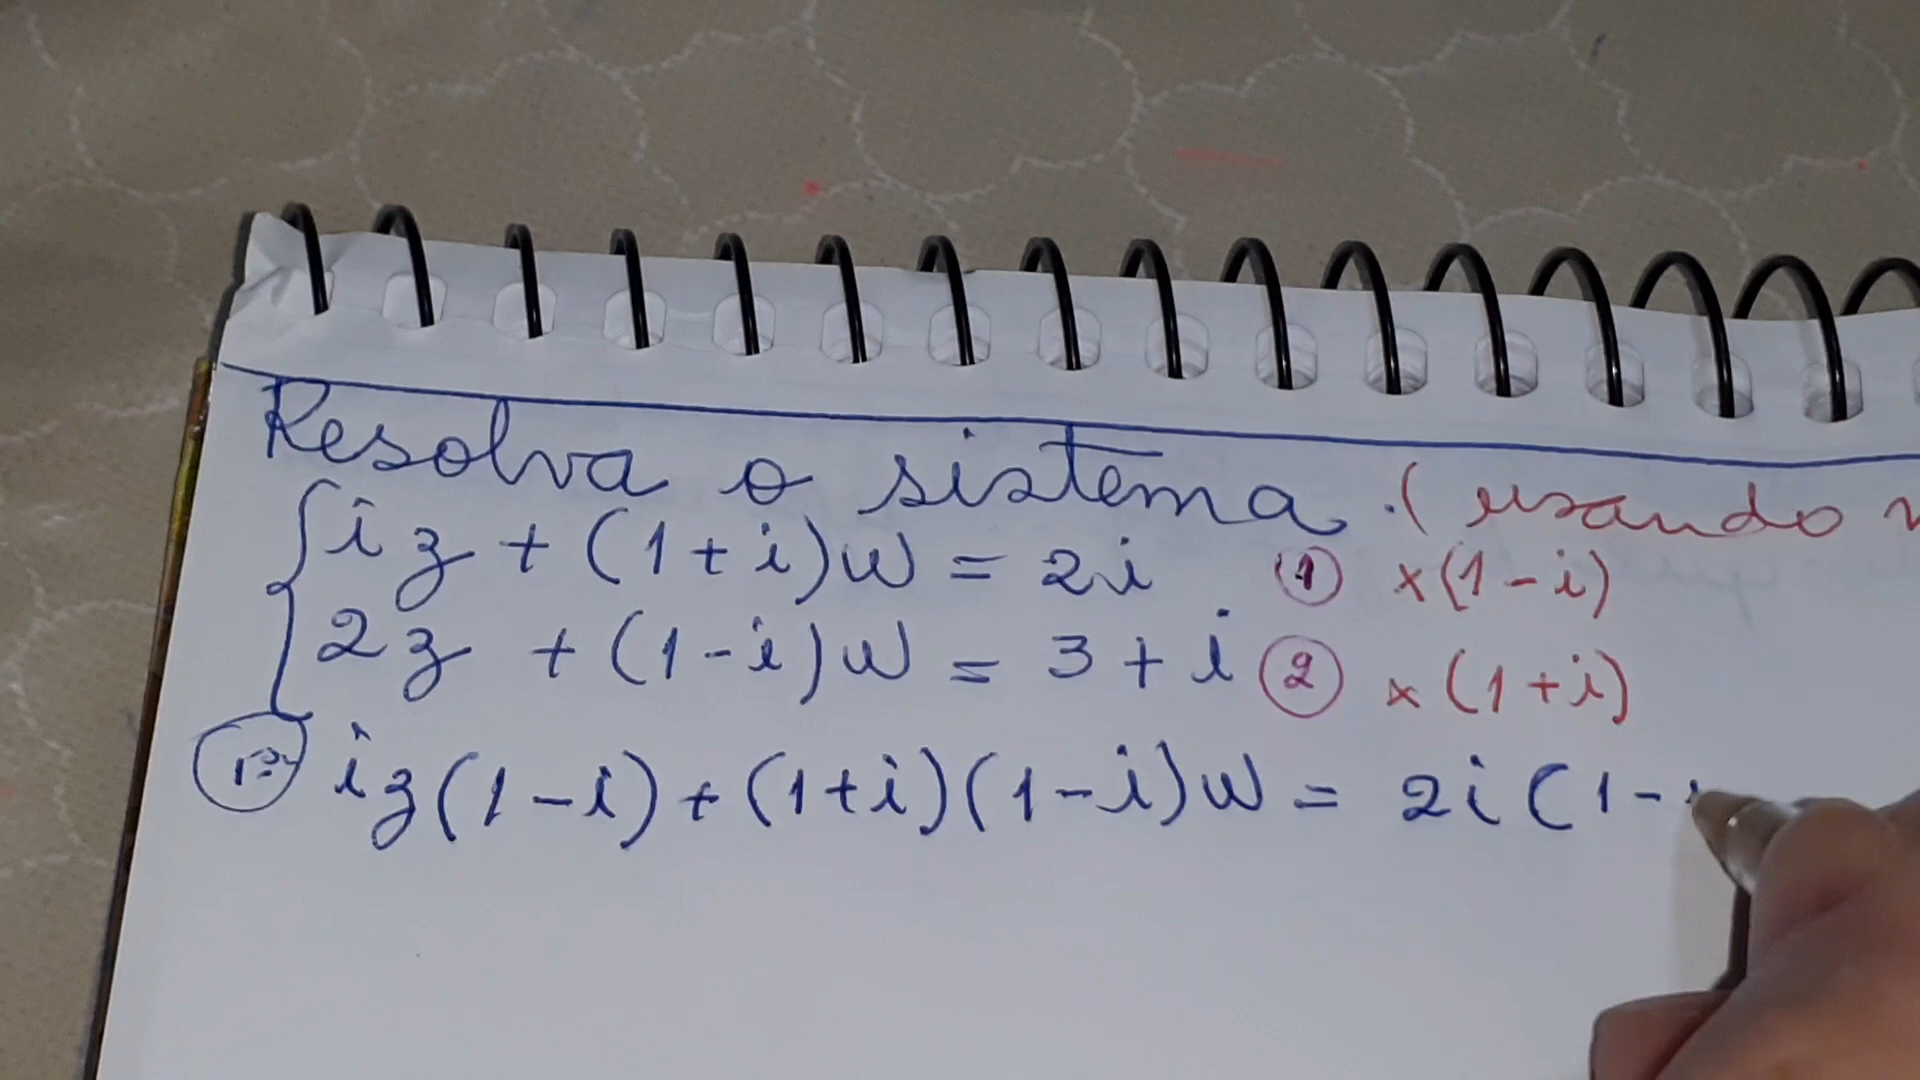 Resolva o sistema. (usando
iz + (1+i)w = 2i (1) x(1-i)
2z + (1-i)w = 3+i (2) x(1+i)
1º iz(1-i)+(1+i)(1-i)w = 2i(1-